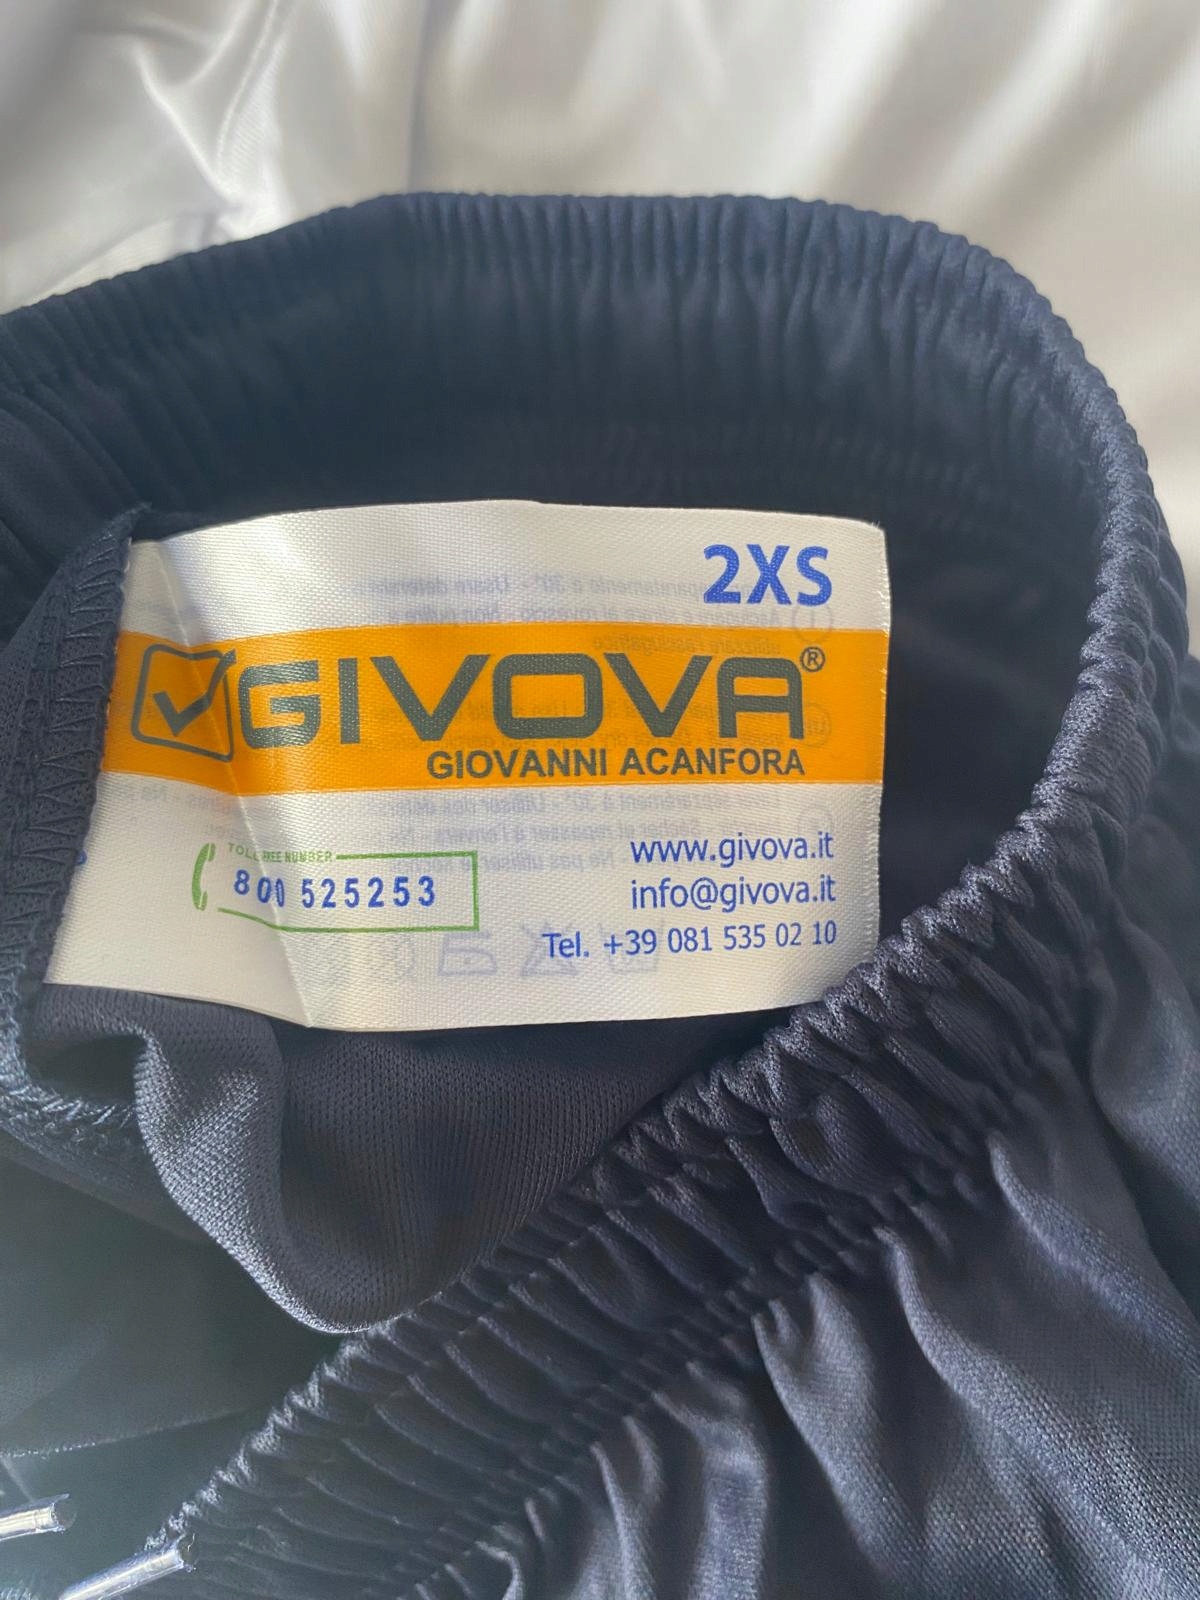 2XS
GIVOVA®
GIOVANNI ACANFORA
TOLL FREE NUMBER
800 525253
www.givova.it
info@givova.it
Tel. +39 081 535 02 10